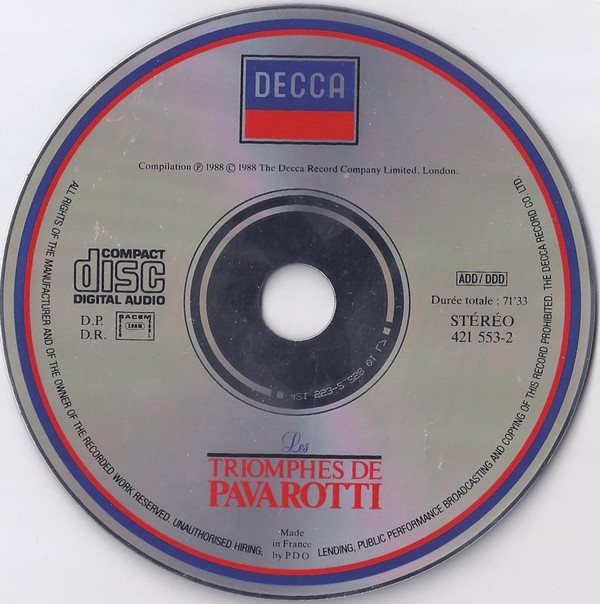 DECCA
Compilation Ⓟ 1988 © 1988 The Decca Record Company Limited, London.
COMPACT
disc
DIGITAL AUDIO
ADD/DDD
Durée totale : 71'33
D.P.
D.R.
SACEM
STÉRÉO
421 553-2
Les
TRIOMPHES DE
PAVAROTTI
Made
in France
by PDO
ALL RIGHTS OF THE MANUFACTURER AND OF THE OWNER OF THE RECORDED WORK RESERVED. UNAUTHORISED HIRING, LENDING, PUBLIC PERFORMANCE BROADCASTING AND COPYING OF THIS RECORD PROHIBITED. THE DECCA RECORD CO. LTD.